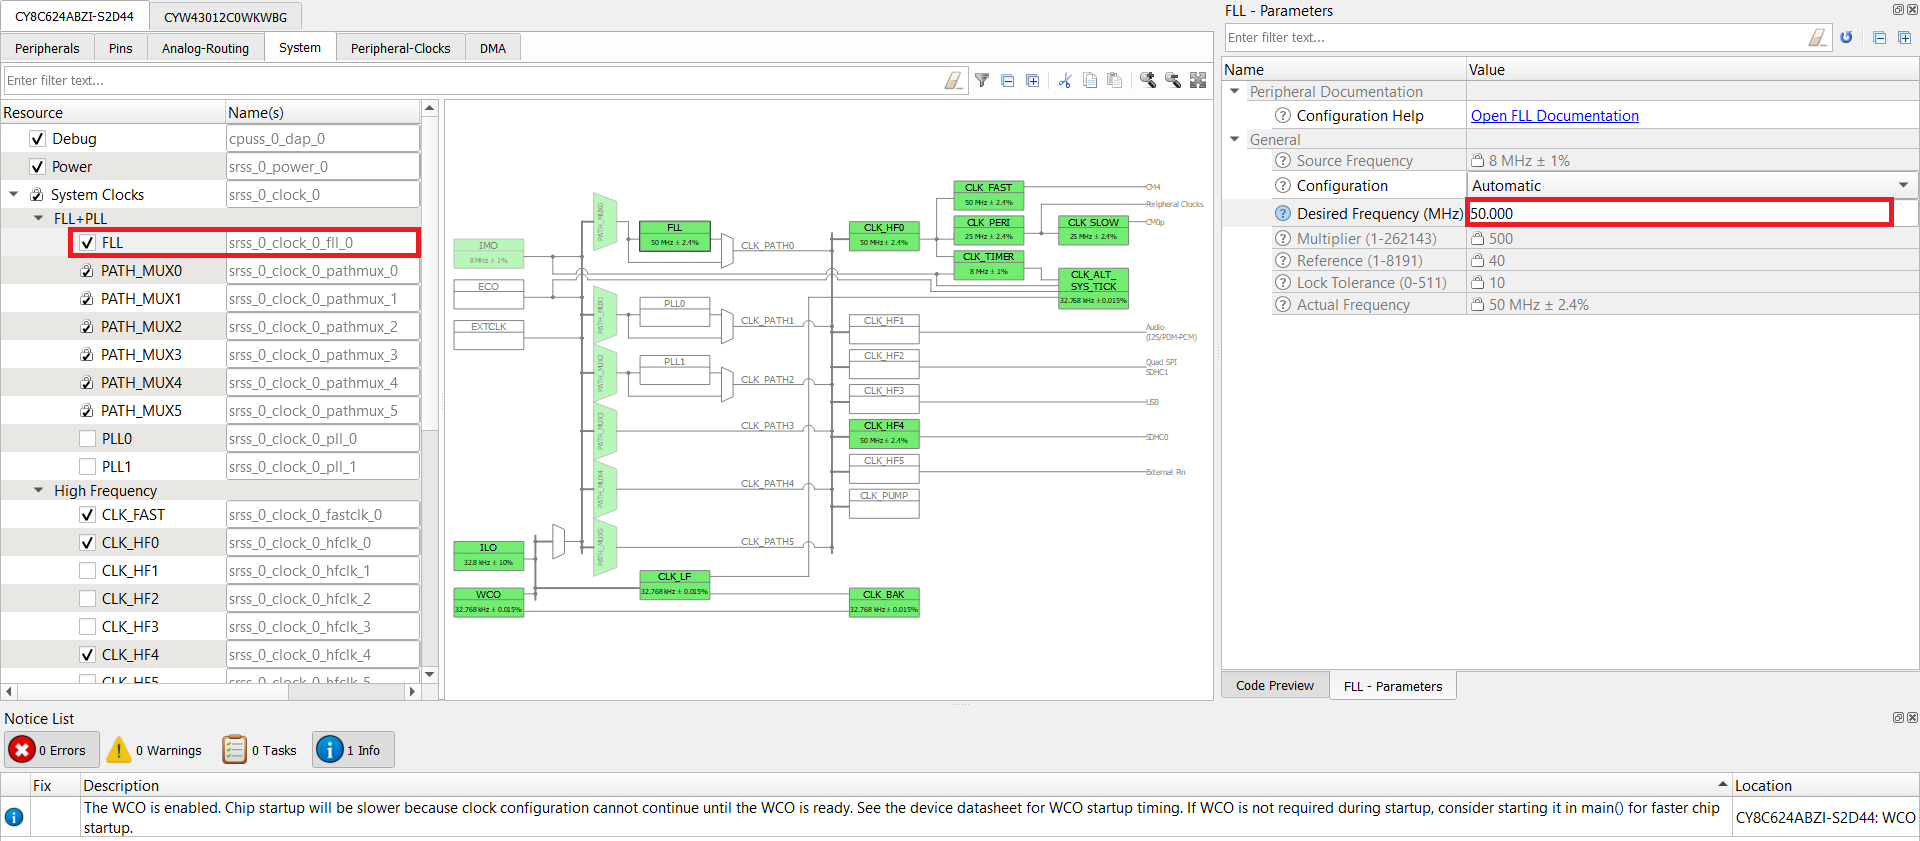 CY8C624ABZI-S2D44
CYW43012C0WKWBG
Peripherals
Pins
Analog-Routing
System
Peripheral-Clocks
DMA
Enter filter text...
Resource
Name(s)
Debug
cpuss_0_dap_0
Power
srss_0_power_0
System Clocks
srss_0_clock_0
FLL+PLL
FLL
srss_0_clock_0_fll_0
PATH_MUX0
srss_0_clock_0_pathmux_0
PATH_MUX1
srss_0_clock_0_pathmux_1
PATH_MUX2
srss_0_clock_0_pathmux_2
PATH_MUX3
srss_0_clock_0_pathmux_3
PATH_MUX4
srss_0_clock_0_pathmux_4
PATH_MUX5
srss_0_clock_0_pathmux_5
PLL0
srss_0_clock_0_pll_0
PLL1
srss_0_clock_0_pll_1
High Frequency
CLK_FAST
srss_0_clock_0_fastclk_0
CLK_HF0
srss_0_clock_0_hfclk_0
CLK_HF1
srss_0_clock_0_hfclk_1
CLK_HF2
srss_0_clock_0_hfclk_2
CLK_HF3
srss_0_clock_0_hfclk_3
CLK_HF4
srss_0_clock_0_hfclk_4
CLK_HF5
srss_0_clock_0_hfclk_5
IMO
8 MHz ± 1%
ECO
EXTCLK
ILO
32.8 kHz ± 10%
WCO
32.768 kHz ± 0.015%
PATH_MUX0
PATH_MUX1
PATH_MUX2
PATH_MUX3
PATH_MUX4
PATH_MUX5
FLL
50 MHz ± 2.4%
PLL0
PLL1
CLK_LF
32.768 kHz ± 0.015%
CLK_PATH0
CLK_PATH1
CLK_PATH2
CLK_PATH3
CLK_PATH4
CLK_PATH5
CLK_HF0
50 MHz ± 2.4%
CLK_HF1
CLK_HF2
CLK_HF3
CLK_HF4
50 MHz ± 2.4%
CLK_HF5
CLK_PUMP
CLK_BAK
32.768 kHz ± 0.015%
CLK_FAST
50 MHz ± 2.4%
CLK_PERI
25 MHz ± 2.4%
CLK_TIMER
8 MHz ± 1%
CLK_SLOW
25 MHz ± 2.4%
CLK_ALT_
SYS_TICK
32.768 kHz ± 0.015%
CM4
Peripheral Clocks
CM0p
Audio
(I2S/PDM-PCM)
Quad SPI
SDHC1
USB
SDHC0
External Pin
FLL - Parameters
Enter filter text...
Name
Value
Peripheral Documentation
Configuration Help
Open FLL Documentation
General
Source Frequency
8 MHz ± 1%
Configuration
Automatic
Desired Frequency (MHz)
50.000
Multiplier (1-262143)
500
Reference (1-8191)
40
Lock Tolerance (0-511)
10
Actual Frequency
50 MHz ± 2.4%
Code Preview
FLL - Parameters
Notice List
0 Errors
0 Warnings
0 Tasks
1 Info
Fix
Description
Location
The WCO is enabled. Chip startup will be slower because clock configuration cannot continue until the WCO is ready. See the device datasheet for WCO startup timing. If WCO is not required during startup, consider starting it in main() for faster chip
startup.
CY8C624ABZI-S2D44: WCO